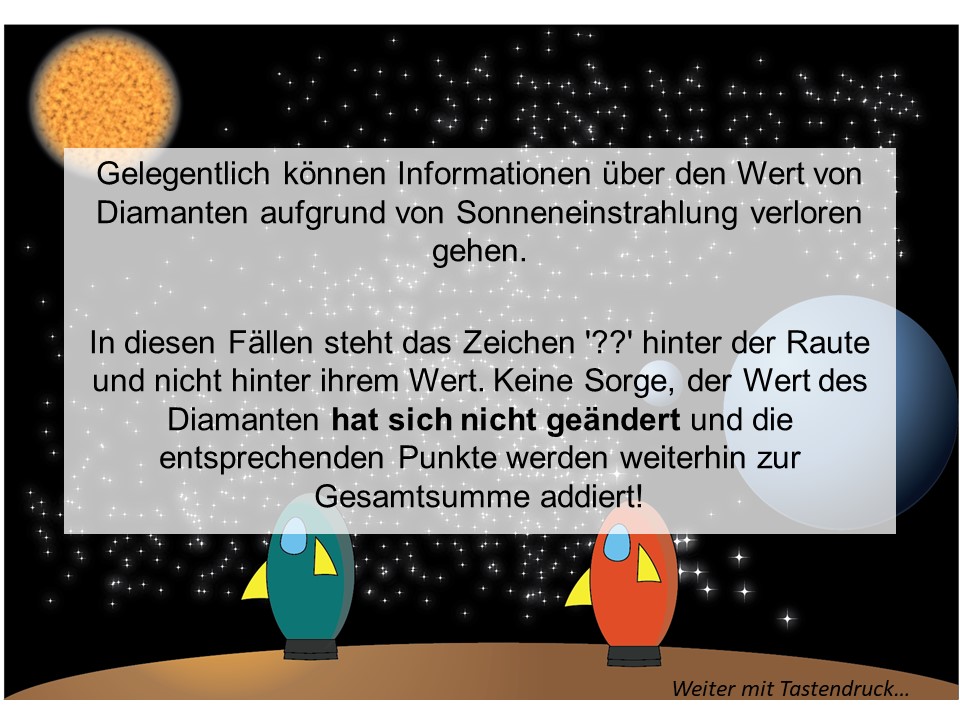 Gelegentlich können Informationen über den Wert von
Diamanten aufgrund von Sonneneinstrahlung verloren
gehen.
In diesen Fällen steht das Zeichen '??' hinter der Raute
und nicht hinter ihrem Wert. Keine Sorge, der Wert des
Diamanten hat sich nicht geändert und die
entsprechenden Punkte werden weiterhin zur
Gesamtsumme addiert!
Weiter mit Tastendruck...